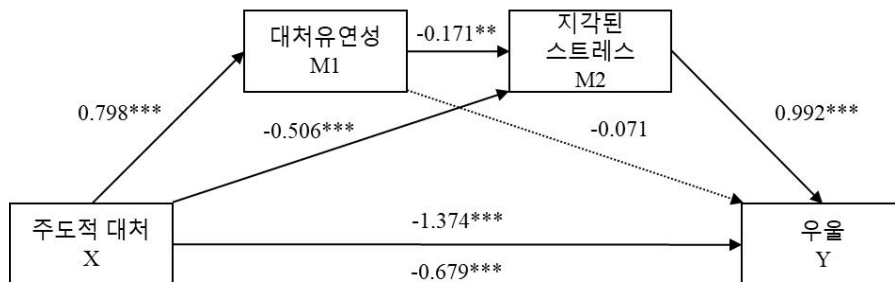 대처유연성
M1
-0.171**
지각된
스트레스
M2
0.798***
-0.506***
-0.071
0.992***
주도적 대처
X
-1.374***
-0.679***
우울
Y